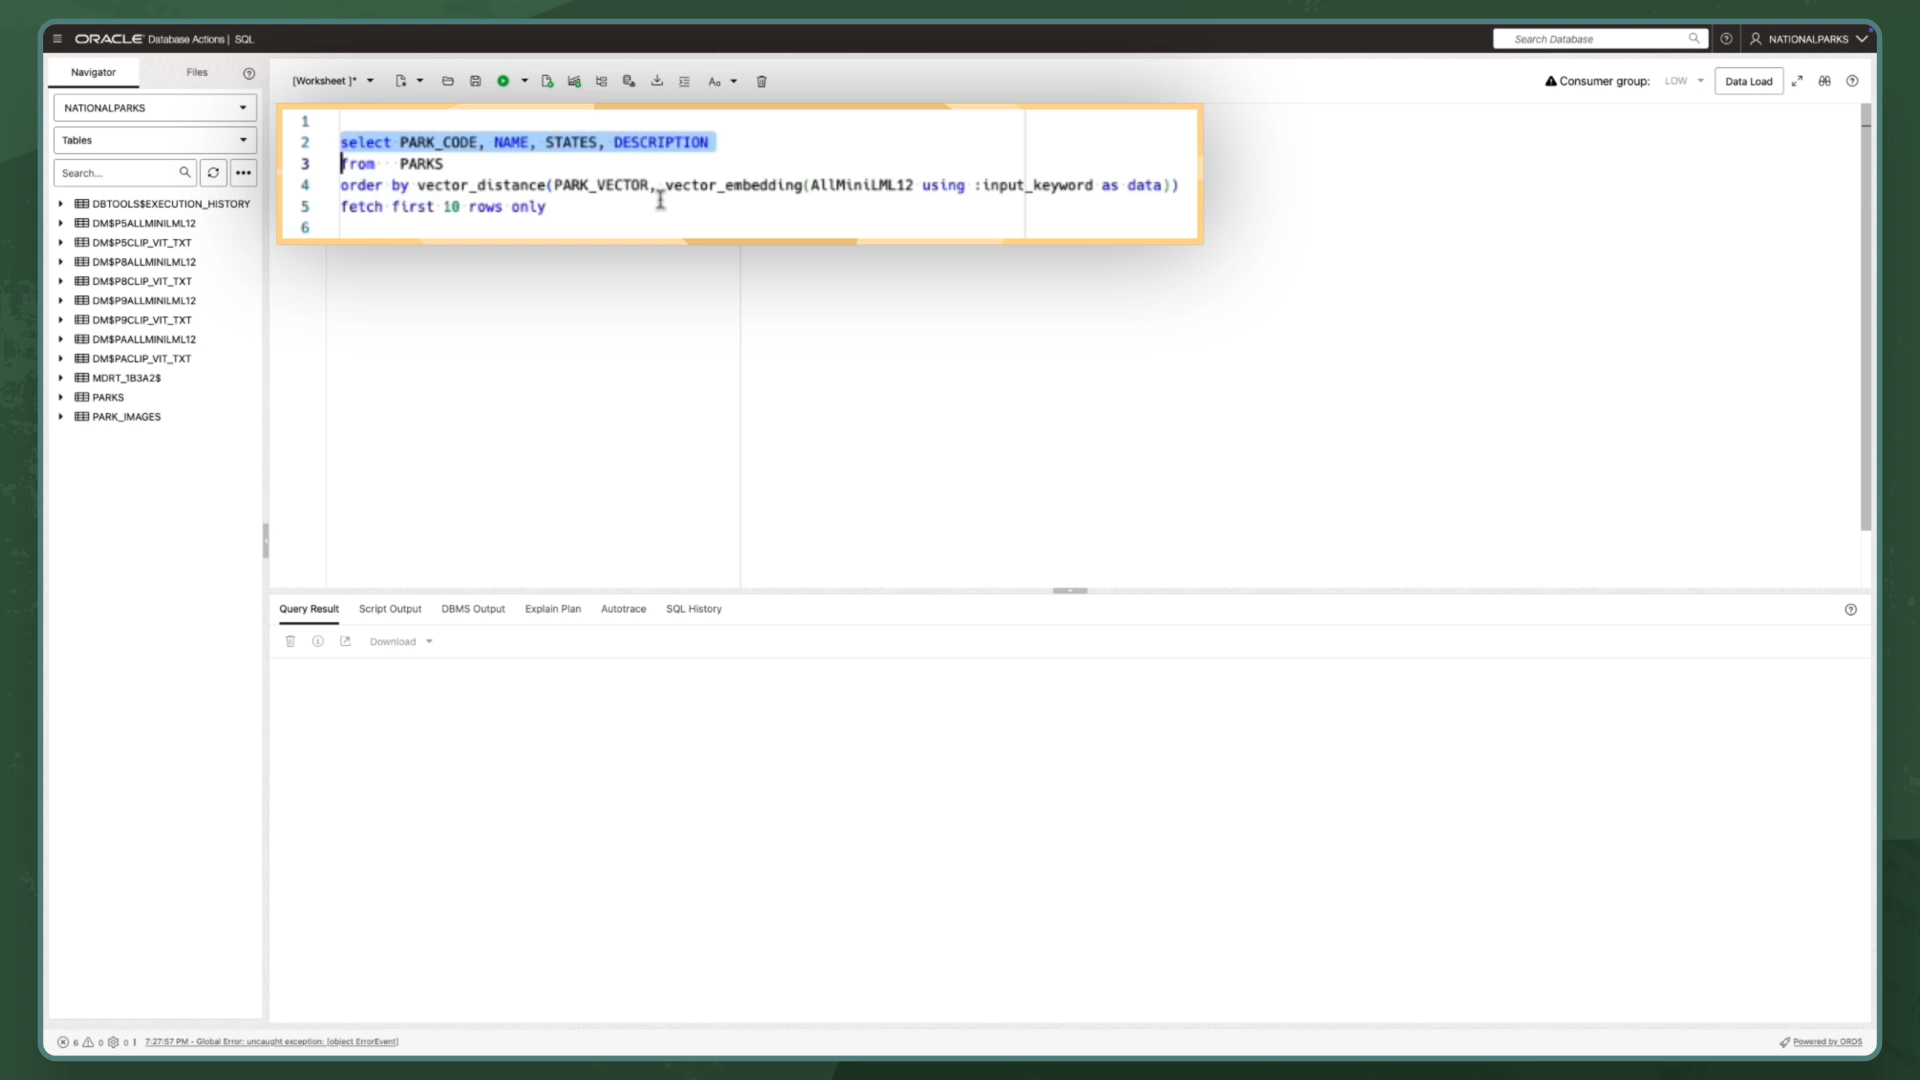 ORACLE Database Actions | SQL
Search Database
NATIONALPARKS
Navigator
Files
NATIONALPARKS
Tables
Search...
DBTOOLS$EXECUTION_HISTORY
DM$P5ALLMINILML12
DM$P5CLIP_VIT_TXT
DM$P8ALLMINILML12
DM$P8CLIP_VIT_TXT
DM$P9ALLMINILML12
DM$P9CLIP_VIT_TXT
DM$PAALLMINILML12
DM$PACLIP_VIT_TXT
MDRT_1B3A2$
PARKS
PARK_IMAGES
[Worksheet ]*
Aa
Consumer group: LOW
Data Load
1
2 select PARK_CODE, NAME, STATES, DESCRIPTION
3 from PARKS
4 order by vector_distance(PARK_VECTOR, vector_embedding(AllMiniLML12 using :input_keyword as data))
5 fetch first 10 rows only
6
Query Result
Script Output
DBMS Output
Explain Plan
Autotrace
SQL History
Download
6 0 0 | 7:27:57 PM - Global Error: uncaught exception: [object ErrorEvent]
Powered by ORDS